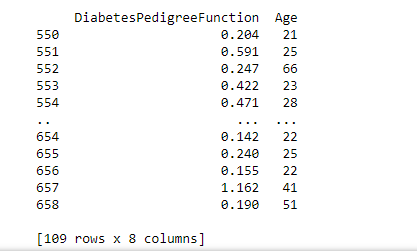 DiabetesPedigreeFunction Age
550 0.204 21
551 0.591 25
552 0.247 66
553 0.422 23
554 0.471 28
.. ... ...
654 0.142 22
655 0.240 25
656 0.155 22
657 1.162 41
658 0.190 51
[109 rows x 8 columns]